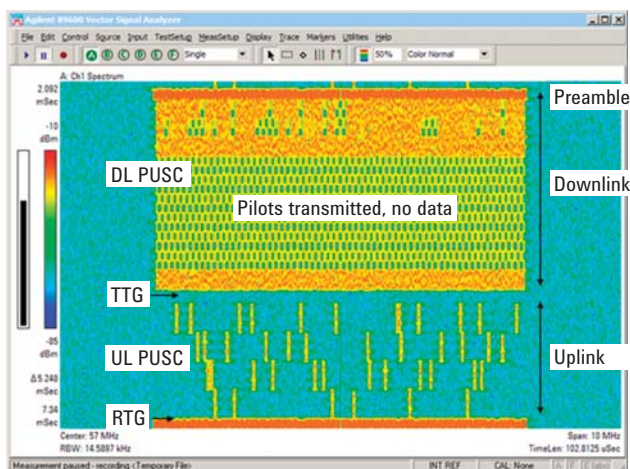 Agilent 89600 Vector Signal Analyzer
File Edit Control Source Input TestSetup MeasSetup Display Trace Markers Utilities Help
A B C D E F Single 50% Color Normal
A: Ch1 Spectrum
2.092
mSec
Preamble
-10
dBm
DL PUSC
Downlink
Pilots transmitted, no data
TTG
-85
dBm
UL PUSC
Uplink
Δ5.248
mSec
7.34
mSec
RTG
Center: 57 MHz Span: 10 MHz
RBW: 14.5897 kHz TimeLen: 102.8125 uSec
Measurement paused - recording <Temporary File> INT REF CAL: None